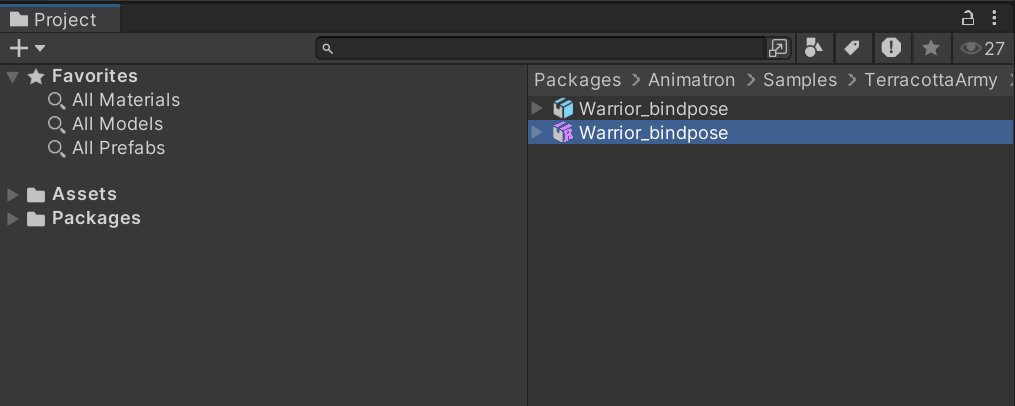 Project
27
Favorites
All Materials
All Models
All Prefabs
Assets
Packages
Packages > Animatron > Samples > TerracottaArmy >
Warrior_bindpose
Warrior_bindpose